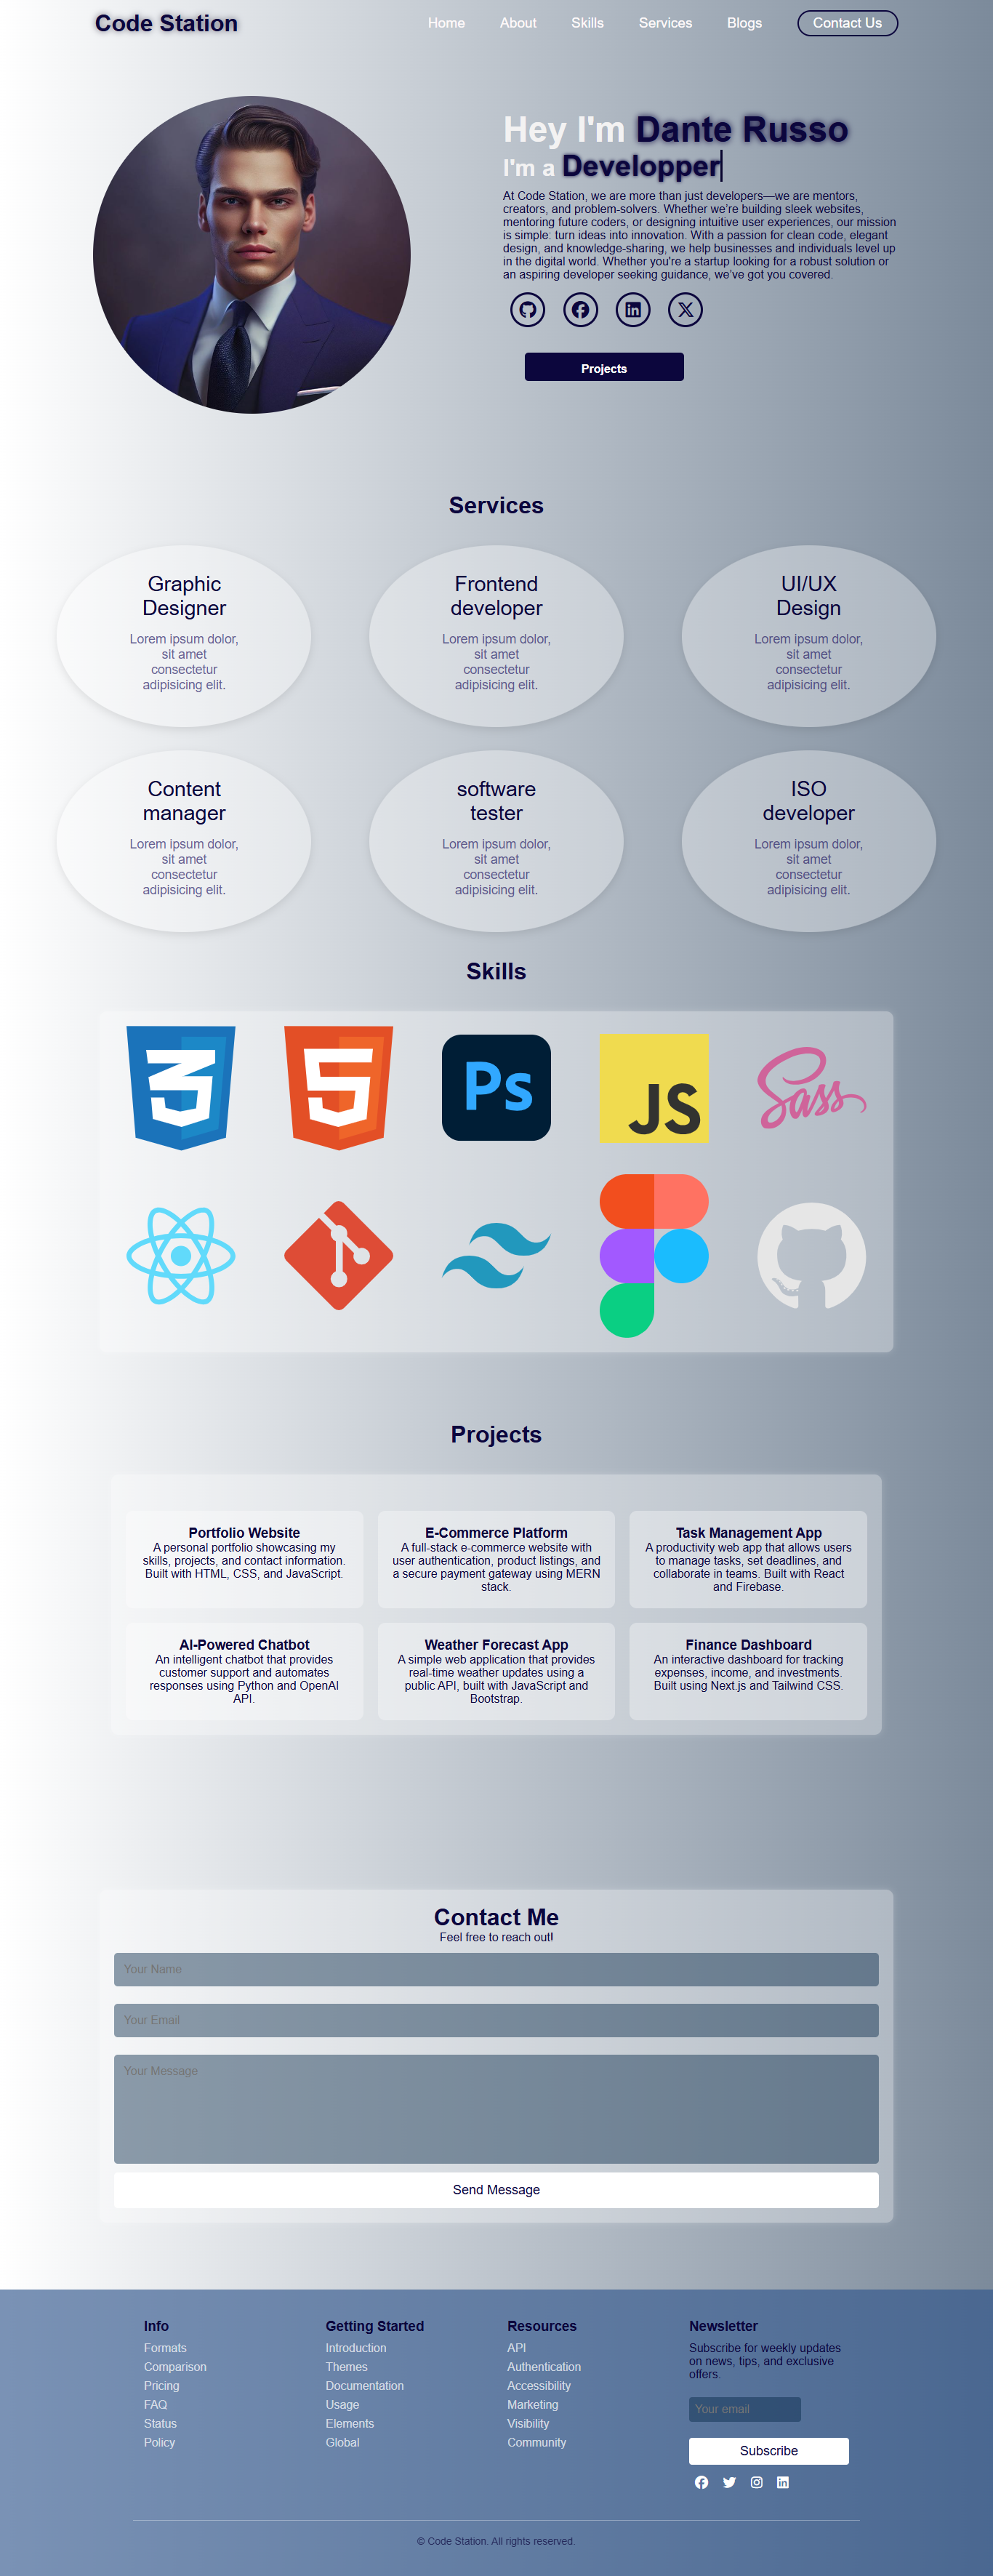 Code Station
Home About Skills Services Blogs Contact Us
Hey I'm Dante Russo
I'm a Developper
At Code Station, we are more than just developers—we are mentors,
creators, and problem-solvers. Whether we're building sleek websites,
mentoring future coders, or designing intuitive user experiences, our mission
is simple: turn ideas into innovation. With a passion for clean code, elegant
design, and knowledge-sharing, we help businesses and individuals level up
in the digital world. Whether you're a startup looking for a robust solution or
an aspiring developer seeking guidance, we've got you covered.
Projects
Services
Graphic
Designer
Lorem ipsum dolor,
sit amet
consectetur
adipisicing elit.
Frontend
developer
Lorem ipsum dolor,
sit amet
consectetur
adipisicing elit.
UI/UX
Design
Lorem ipsum dolor,
sit amet
consectetur
adipisicing elit.
Content
manager
Lorem ipsum dolor,
sit amet
consectetur
adipisicing elit.
software
tester
Lorem ipsum dolor,
sit amet
consectetur
adipisicing elit.
ISO
developer
Lorem ipsum dolor,
sit amet
consectetur
adipisicing elit.
Skills
3 5 Ps JS Sass
Projects
Portfolio Website
A personal portfolio showcasing my
skills, projects, and contact information.
Built with HTML, CSS, and JavaScript.
E-Commerce Platform
A full-stack e-commerce website with
user authentication, product listings, and
a secure payment gateway using MERN
stack.
Task Management App
A productivity web app that allows users
to manage tasks, set deadlines, and
collaborate in teams. Built with React
and Firebase.
AI-Powered Chatbot
An intelligent chatbot that provides
customer support and automates
responses using Python and OpenAI
API.
Weather Forecast App
A simple web application that provides
real-time weather updates using a
public API, built with JavaScript and
Bootstrap.
Finance Dashboard
An interactive dashboard for tracking
expenses, income, and investments.
Built using Next.js and Tailwind CSS.
Contact Me
Feel free to reach out!
Your Name
Your Email
Your Message
Send Message
Info
Formats
Comparison
Pricing
FAQ
Status
Policy
Getting Started
Introduction
Themes
Documentation
Usage
Elements
Global
Resources
API
Authentication
Accessibility
Marketing
Visibility
Community
Newsletter
Subscribe for weekly updates
on news, tips, and exclusive
offers.
Your email
Subscribe
© Code Station. All rights reserved.